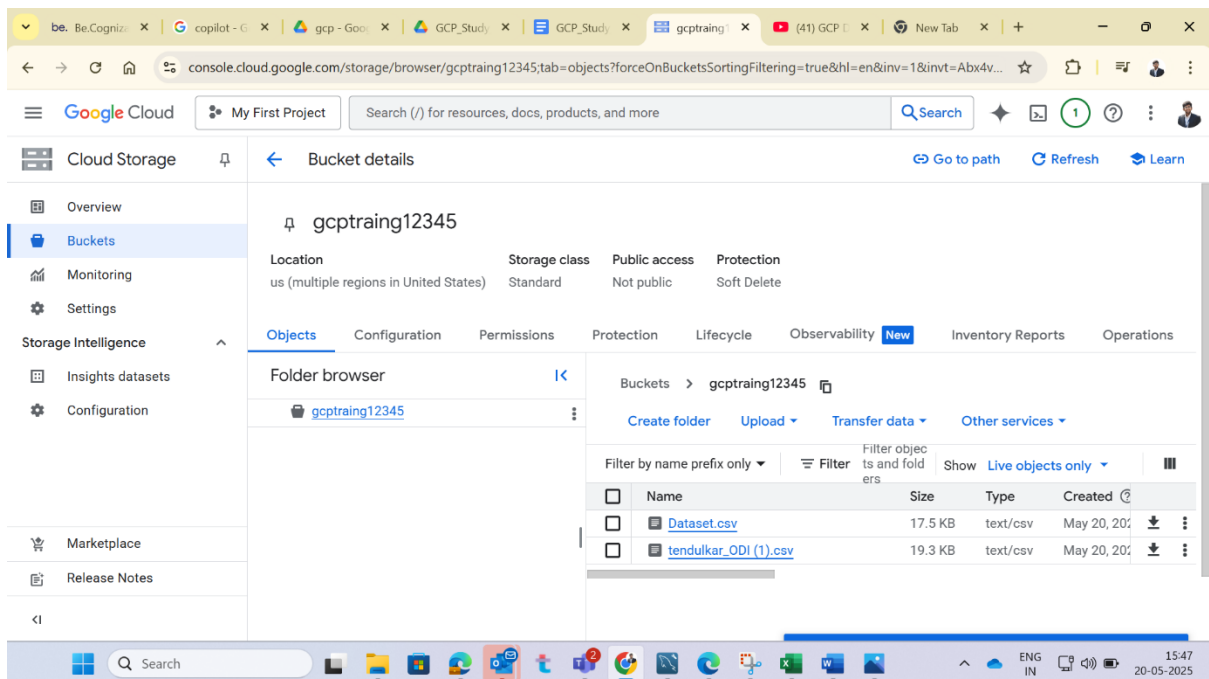 be. Be.Cogniz
copilot - G
gcp - Goog
GCP_Study
GCP_Study
gcptraing1
(41) GCP D
New Tab
console.cloud.google.com/storage/browser/gcptraing12345;tab=objects?forceOnBucketsSortingFiltering=true&hl=en&inv=1&invt=Abx4v...
Google Cloud
My First Project
Search (/) for resources, docs, products, and more
Search
1
Cloud Storage
Bucket details
Go to path
Refresh
Learn
Overview
Buckets
Monitoring
Settings
Storage Intelligence
Insights datasets
Configuration
Marketplace
Release Notes
gcptraing12345
Location Storage class Public access Protection
us (multiple regions in United States) Standard Not public Soft Delete
Objects Configuration Permissions Protection Lifecycle Observability New Inventory Reports Operations
Folder browser
gcptraing12345
Buckets > gcptraing12345
Create folder Upload Transfer data Other services
Filter by name prefix only Filter
Filter objec
ts and fold
ers
Show Live objects only
Name Size Type Created
Dataset.csv 17.5 KB text/csv May 20, 202
tendulkar_ODI (1).csv 19.3 KB text/csv May 20, 202
Search
2
ENG
IN
15:47
20-05-2025